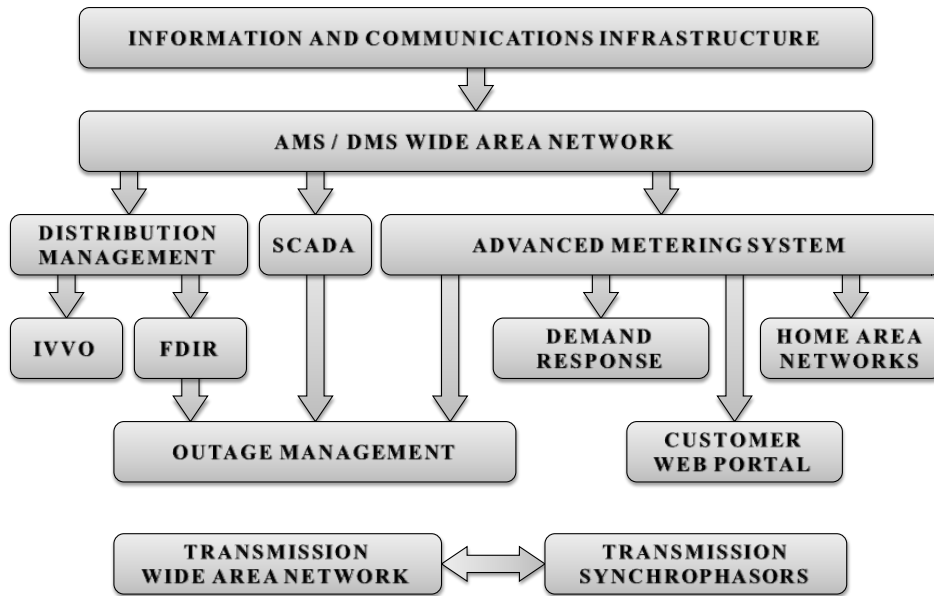 INFORMATION AND COMMUNICATIONS INFRASTRUCTURE
AMS / DMS WIDE AREA NETWORK
DISTRIBUTION
MANAGEMENT
SCADA
ADVANCED METERING SYSTEM
IVVO
FDIR
DEMAND
RESPONSE
HOME AREA
NETWORKS
OUTAGE MANAGEMENT
CUSTOMER
WEB PORTAL
TRANSMISSION
WIDE AREA NETWORK
TRANSMISSION
SYNCHROPHASORS